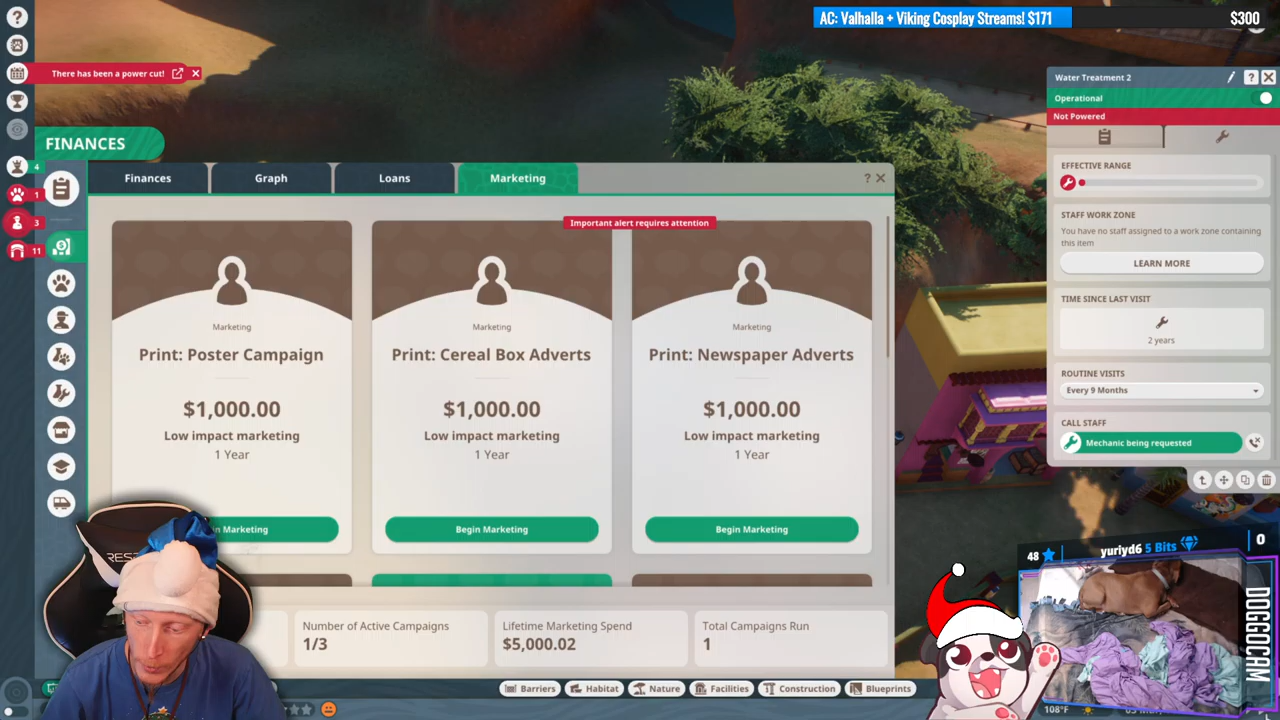 AC: Valhalla + Viking Cosplay Streams! $171
$300
There has been a power cut!
FINANCES
4
1
3
11
Finances
Graph
Loans
Marketing
?
Important alert requires attention
Marketing
Print: Poster Campaign
$1,000.00
Low impact marketing
1 Year
Marketing
Print: Cereal Box Adverts
$1,000.00
Low impact marketing
1 Year
Begin Marketing
Marketing
Print: Newspaper Adverts
$1,000.00
Low impact marketing
1 Year
Begin Marketing
Number of Active Campaigns
1/3
Lifetime Marketing Spend
$5,000.02
Total Campaigns Run
1
Barriers
Habitat
Nature
Facilities
Construction
Blueprints
Water Treatment 2
?
Operational
Not Powered
EFFECTIVE RANGE
STAFF WORK ZONE
You have no staff assigned to a work zone containing
this item
LEARN MORE
TIME SINCE LAST VISIT
2 years
ROUTINE VISITS
Every 9 Months
CALL STAFF
Mechanic being requested
48
yuriyd6 5 Bits
0
DOGGOCAM
108°F